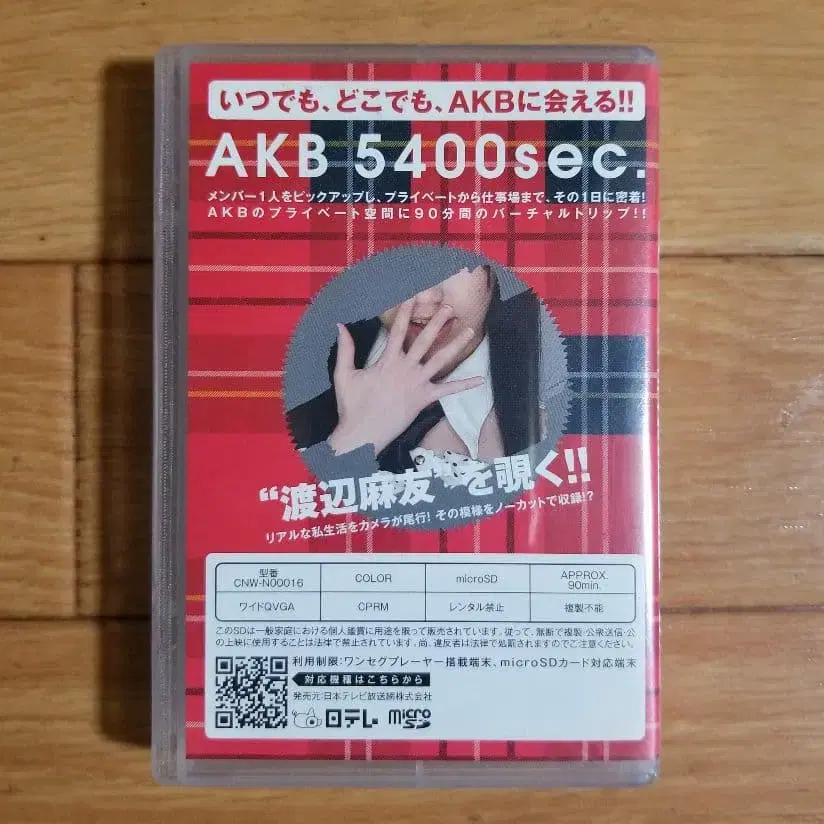 いつでも、どこでも、AKBに会える!!
AKB 5400sec.
メンバー1人をピックアップし、プライベートから仕事場まで、その1日に密着!
AKBのプライベート空間に90分間のバーチャルトリップ!!
“渡辺麻友”を覗く!!
リアルな私生活をカメラが尾行! その模様をノーカットで収録!?
型番 CNW-N00016 COLOR microSD APPROX. 90min.
ワイドQVGA CPRM レンタル禁止 複製不能
このSDは一般家庭における個人鑑賞に用途を限って販売されています。従って、無断で複製・公衆送信・公
の上映に使用することは法律で禁止されています。尚、違反者は法律で処罰されますのでご注意ください。
利用制限:ワンセグプレーヤー搭載端末、microSDカード対応端末
対応機種はこちらから
発売元:日本テレビ放送網株式会社
日テレ micro SD